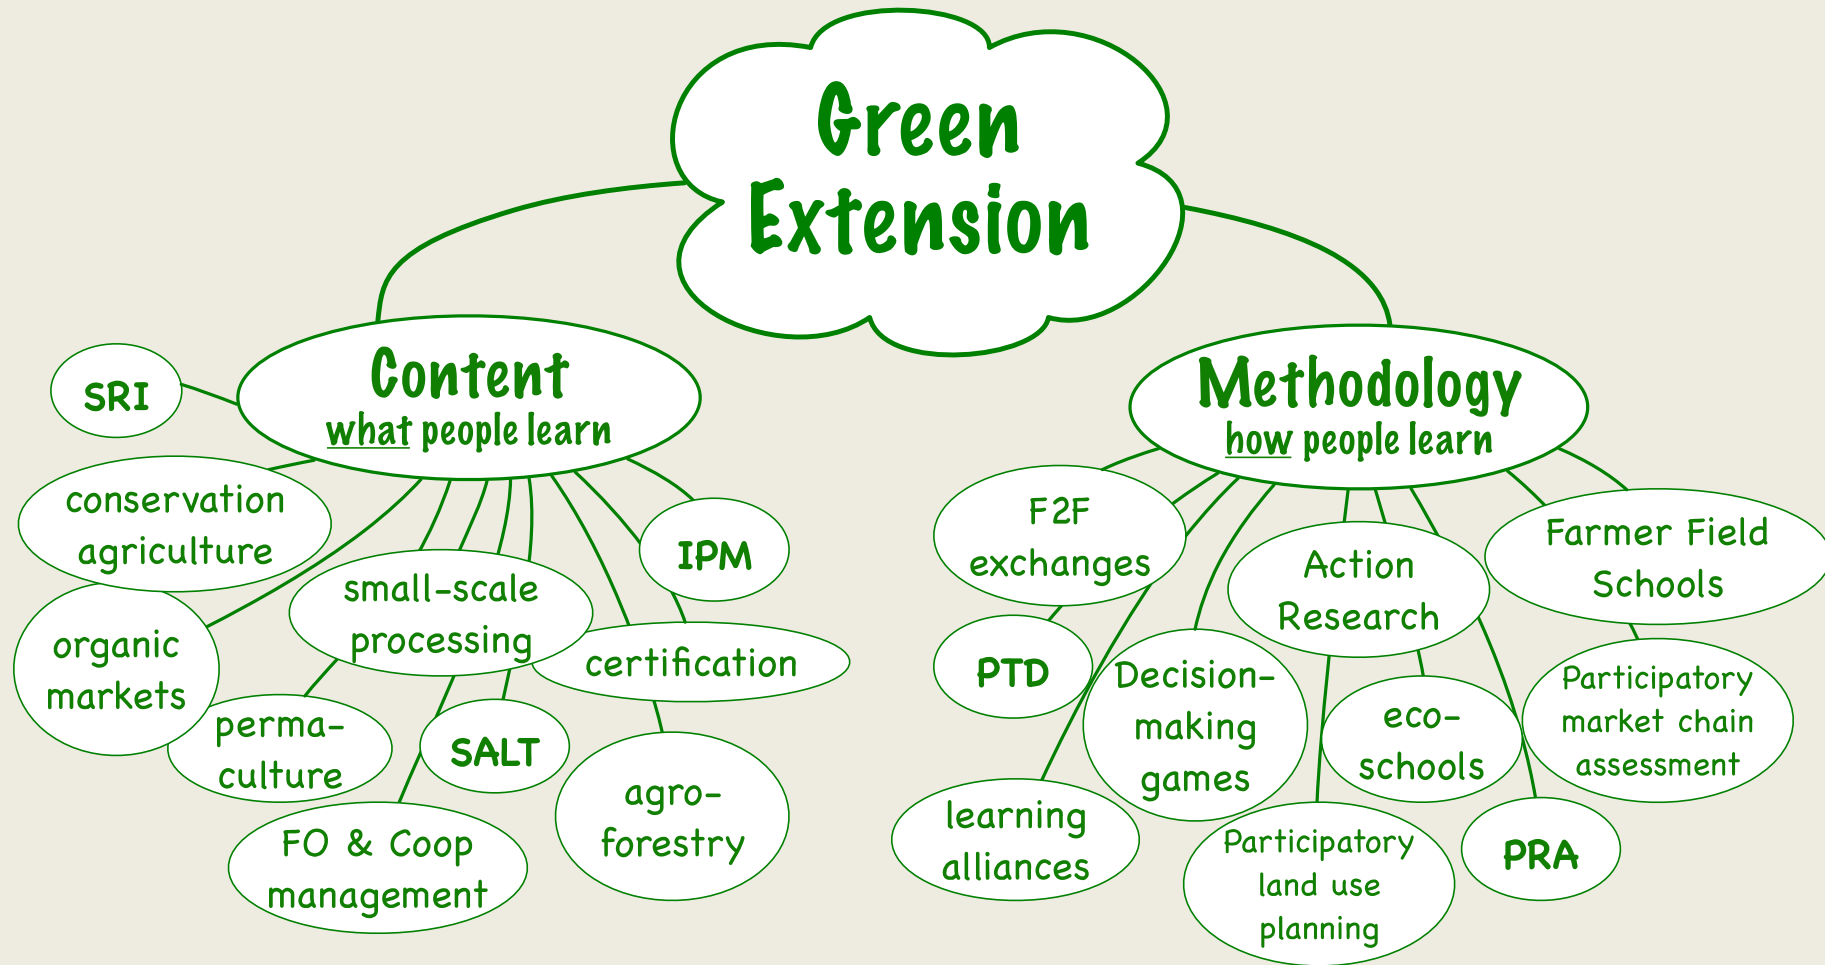 Green
Extension
Content
what people learn
SRI
conservation
agriculture
organic
markets
small-scale
processing
IPM
certification
perma-
culture
SALT
agro-
forestry
FO & Coop
management
Methodology
how people learn
F2F
exchanges
Action
Research
Farmer Field
Schools
PTD
Decision-
making
games
eco-
schools
Participatory
market chain
assessment
learning
alliances
Participatory
land use
planning
PRA